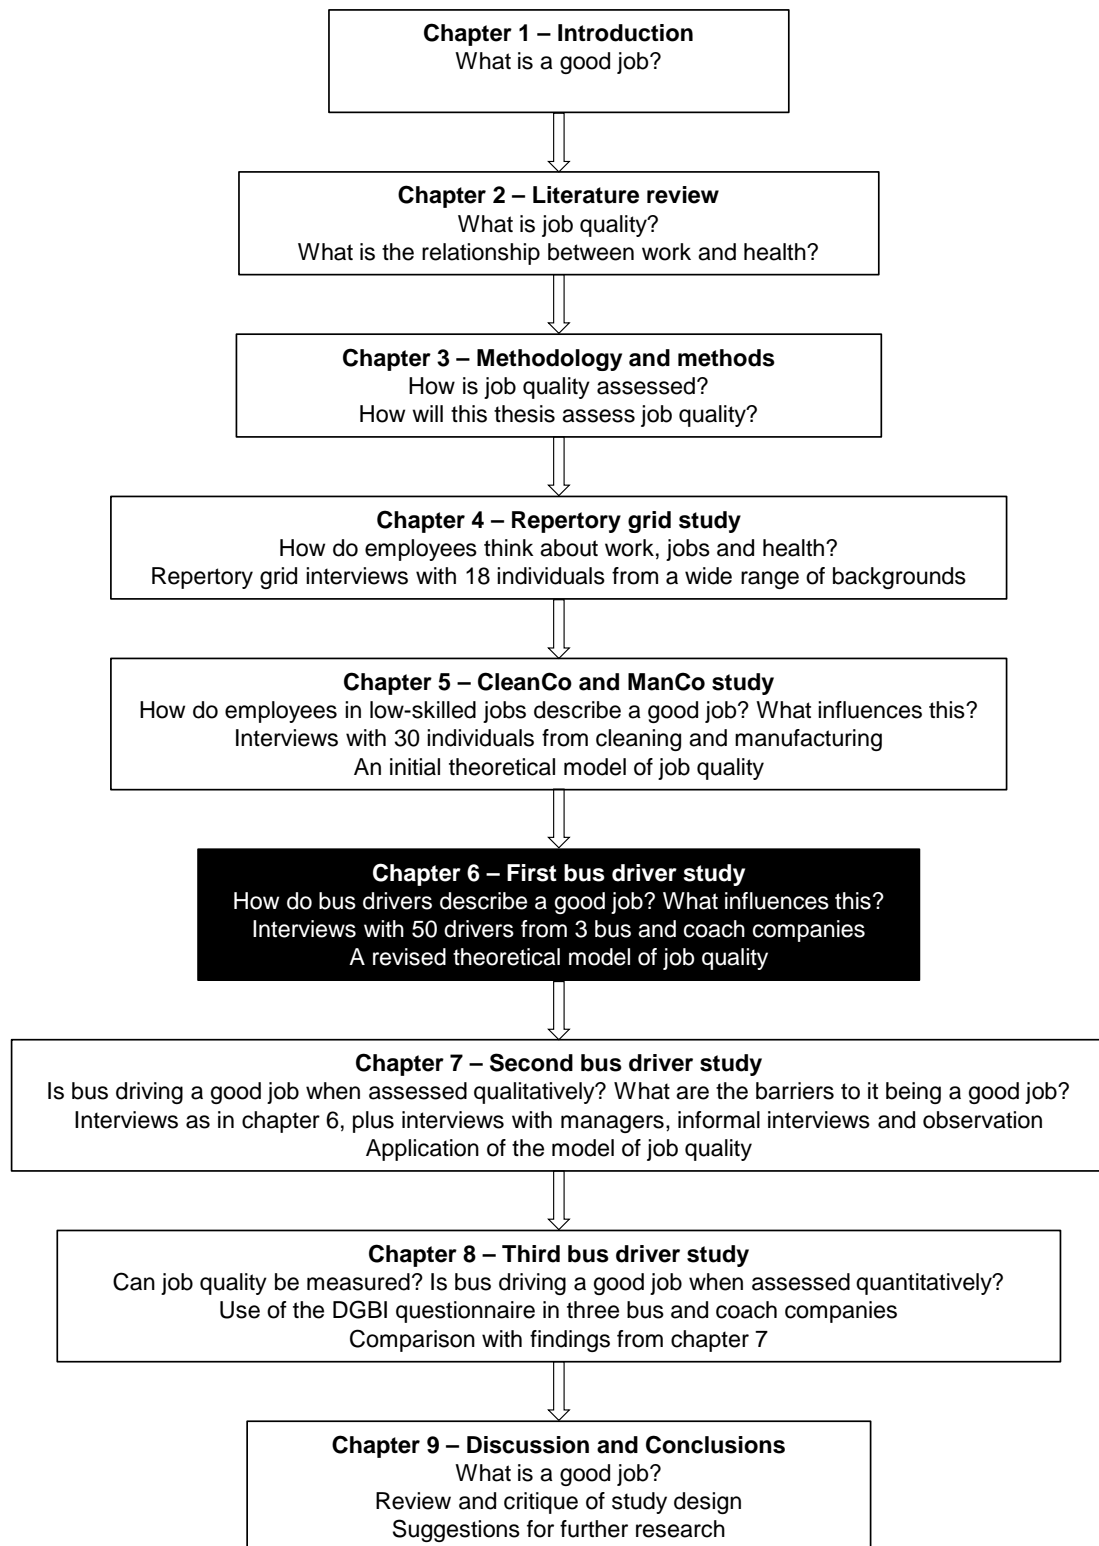 Chapter 1 – Introduction
What is a good job?
Chapter 2 – Literature review
What is job quality?
What is the relationship between work and health?
Chapter 3 – Methodology and methods
How is job quality assessed?
How will this thesis assess job quality?
Chapter 4 – Repertory grid study
How do employees think about work, jobs and health?
Repertory grid interviews with 18 individuals from a wide range of backgrounds
Chapter 5 – CleanCo and ManCo study
How do employees in low-skilled jobs describe a good job? What influences this?
Interviews with 30 individuals from cleaning and manufacturing
An initial theoretical model of job quality
Chapter 6 – First bus driver study
How do bus drivers describe a good job? What influences this?
Interviews with 50 drivers from 3 bus and coach companies
A revised theoretical model of job quality
Chapter 7 – Second bus driver study
Is bus driving a good job when assessed qualitatively? What are the barriers to it being a good job?
Interviews as in chapter 6, plus interviews with managers, informal interviews and observation
Application of the model of job quality
Chapter 8 – Third bus driver study
Can job quality be measured? Is bus driving a good job when assessed quantitatively?
Use of the DGBI questionnaire in three bus and coach companies
Comparison with findings from chapter 7
Chapter 9 – Discussion and Conclusions
What is a good job?
Review and critique of study design
Suggestions for further research